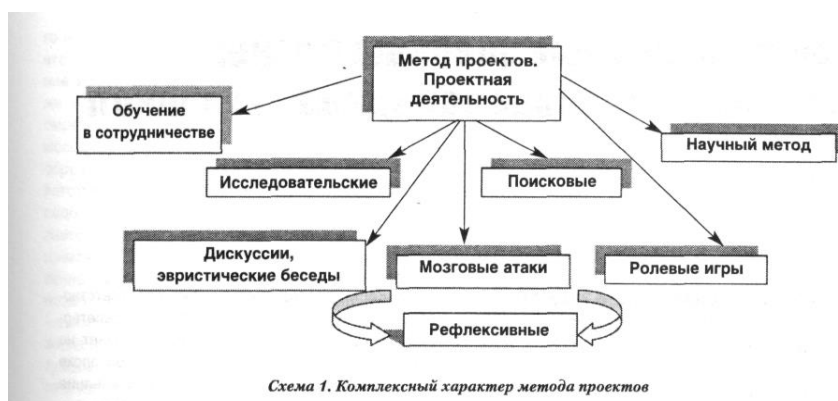 Метод проектов.
Проектная
деятельность
Обучение
в сотрудничестве
Научный метод
Исследовательские
Поисковые
Дискуссии,
эвристические беседы
Мозговые атаки
Ролевые игры
Рефлексивные
Схема 1. Комплексный характер метода проектов